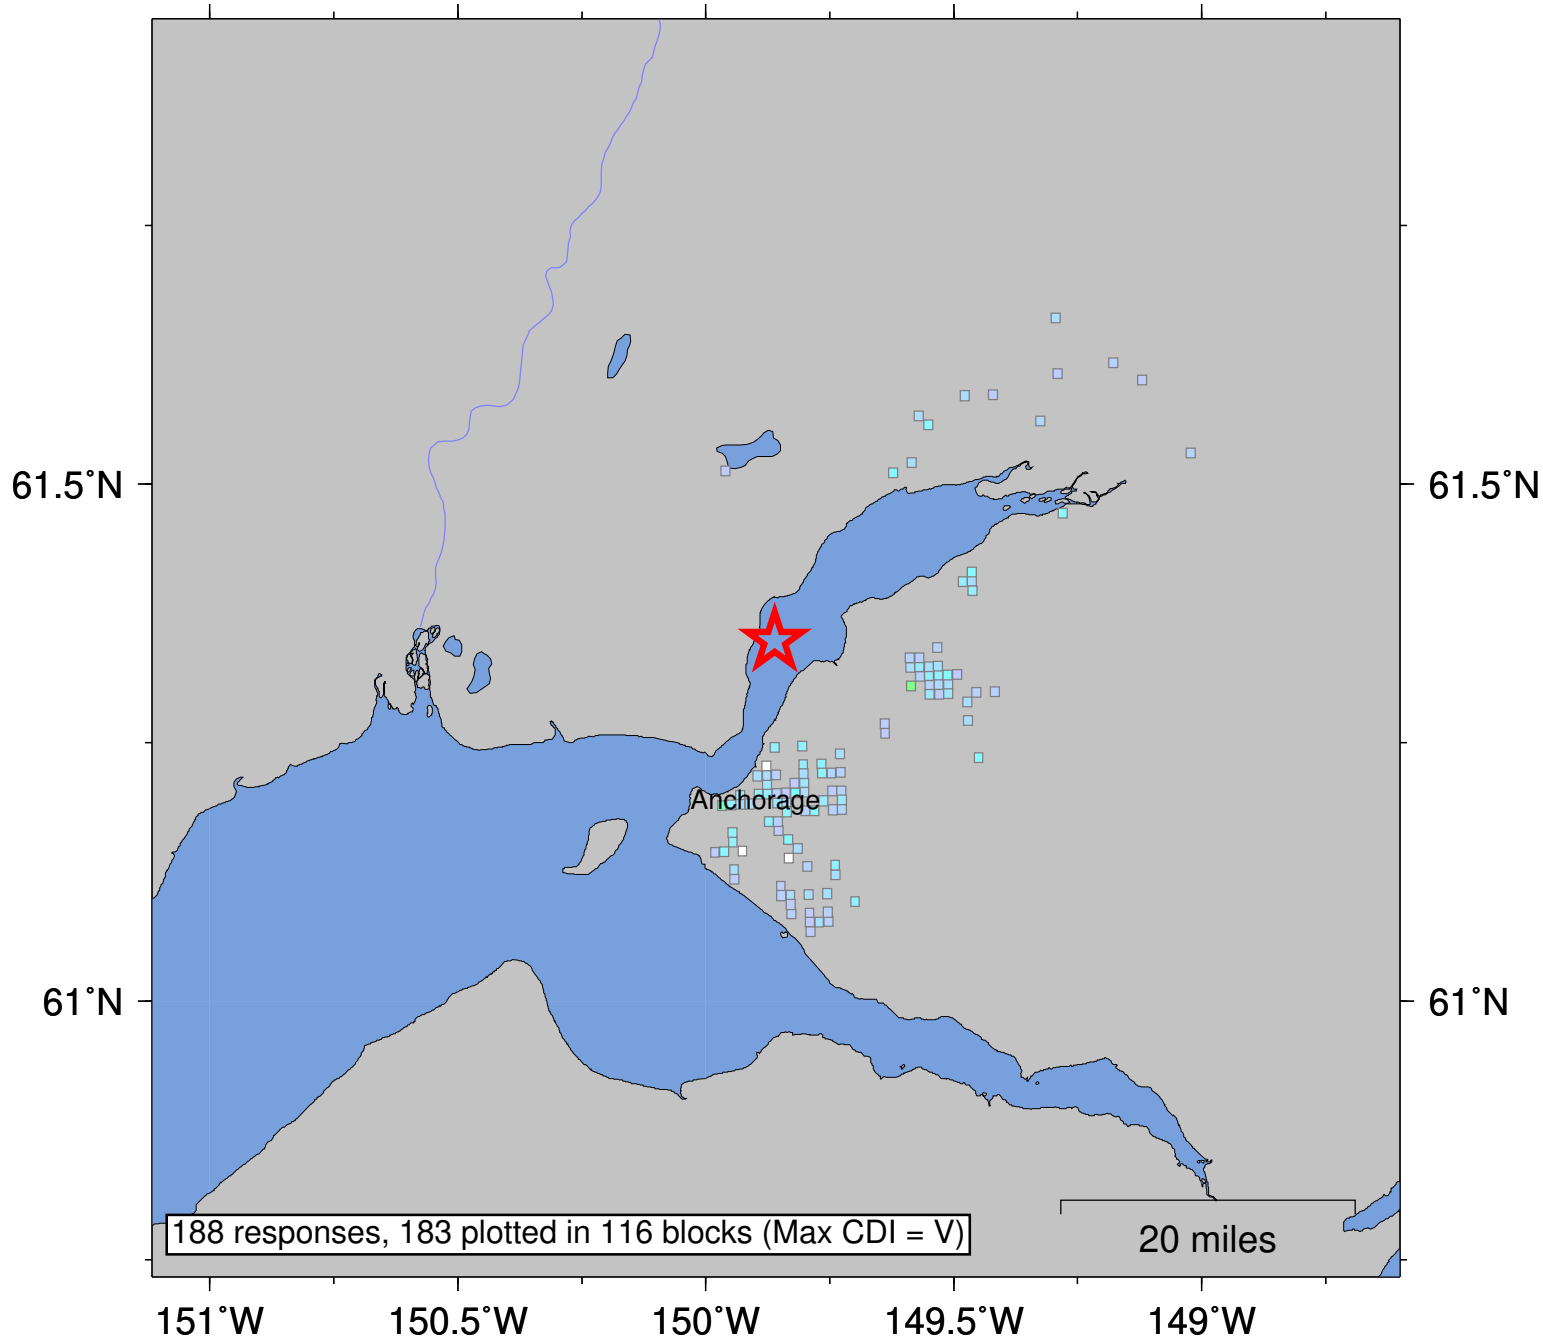 61.5°N
61.5°N
Anchorage
61°N
61°N
188 responses, 183 plotted in 116 blocks (Max CDI = V)
20 miles
151°W
150.5°W
150°W
149.5°W
149°W